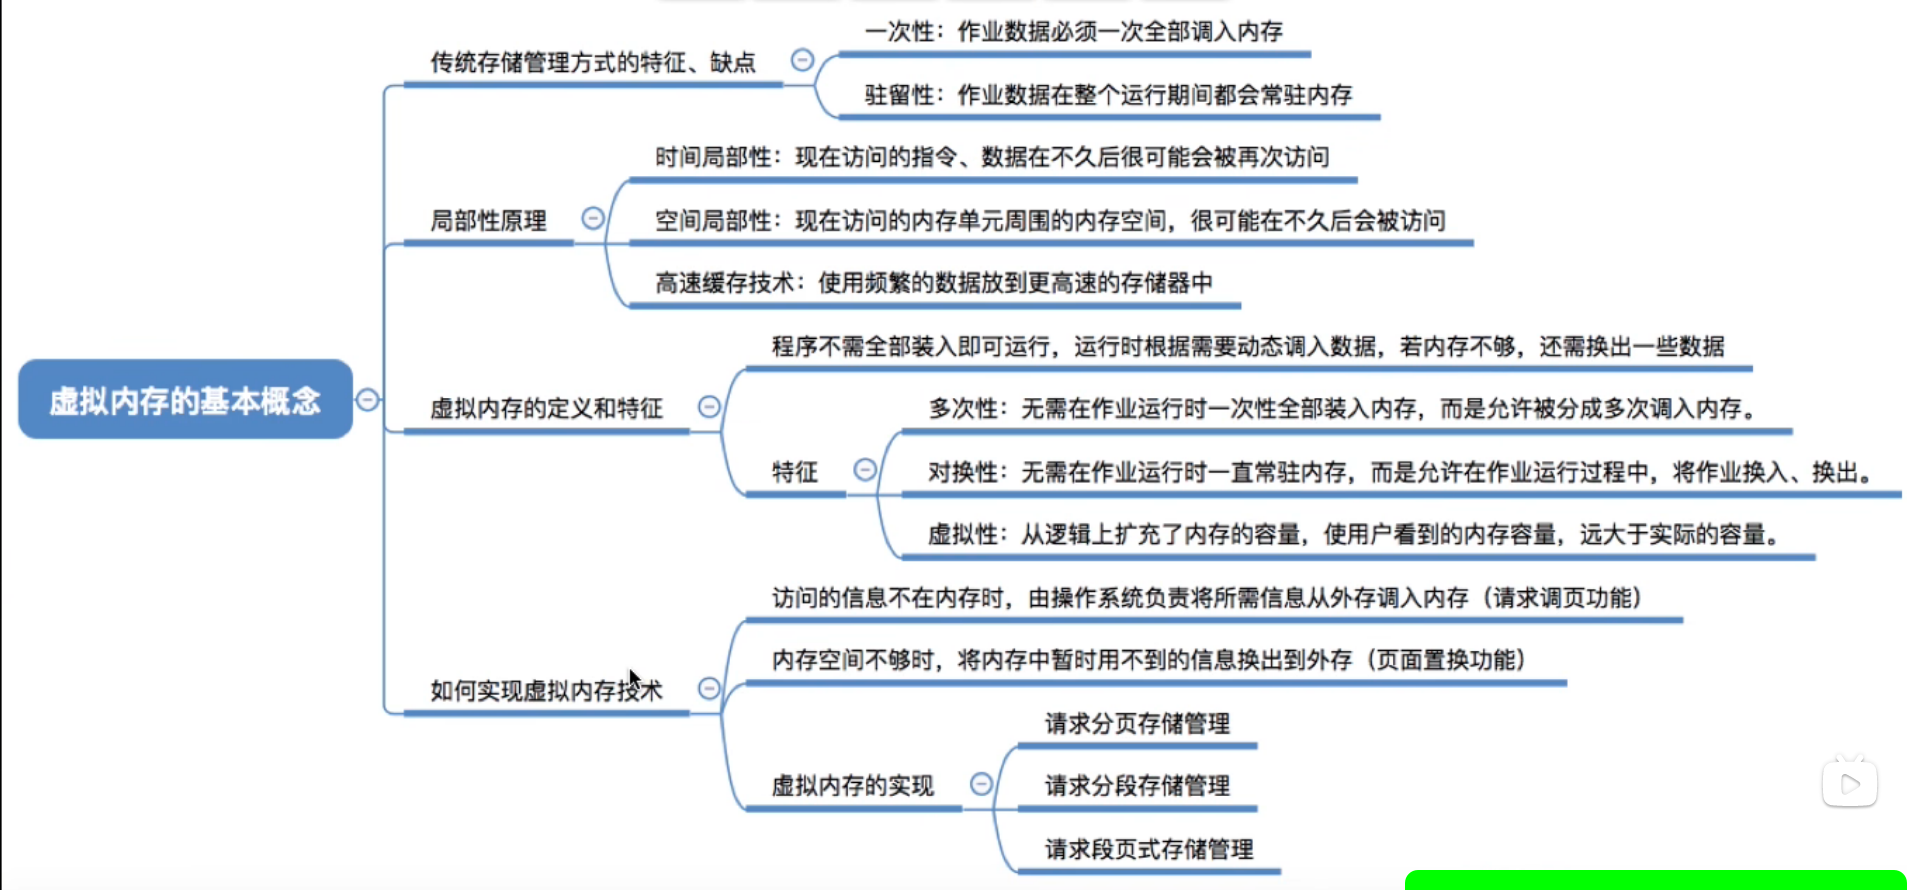 传统存储管理方式的特征、缺点
一次性：作业数据必须一次全部调入内存
驻留性：作业数据在整个运行期间都会常驻内存
局部性原理
时间局部性：现在访问的指令、数据在不久后很可能会被再次访问
空间局部性：现在访问的内存单元周围的内存空间，很可能在不久后会被访问
高速缓存技术：使用频繁的数据放到更高速的存储器中
虚拟内存的基本概念
虚拟内存的定义和特征
程序不需全部装入即可运行，运行时根据需要动态调入数据，若内存不够，还需换出一些数据
特征
多次性：无需在作业运行时一次性全部装入内存，而是允许被分成多次调入内存。
对换性：无需在作业运行时一直常驻内存，而是允许在作业运行过程中，将作业换入、换出。
虚拟性：从逻辑上扩充了内存的容量，使用户看到的内存容量，远大于实际的容量。
如何实现虚拟内存技术
访问的信息不在内存时，由操作系统负责将所需信息从外存调入内存（请求调页功能）
内存空间不够时，将内存中暂时用不到的信息换出到外存（页面置换功能）
虚拟内存的实现
请求分页存储管理
请求分段存储管理
请求段页式存储管理